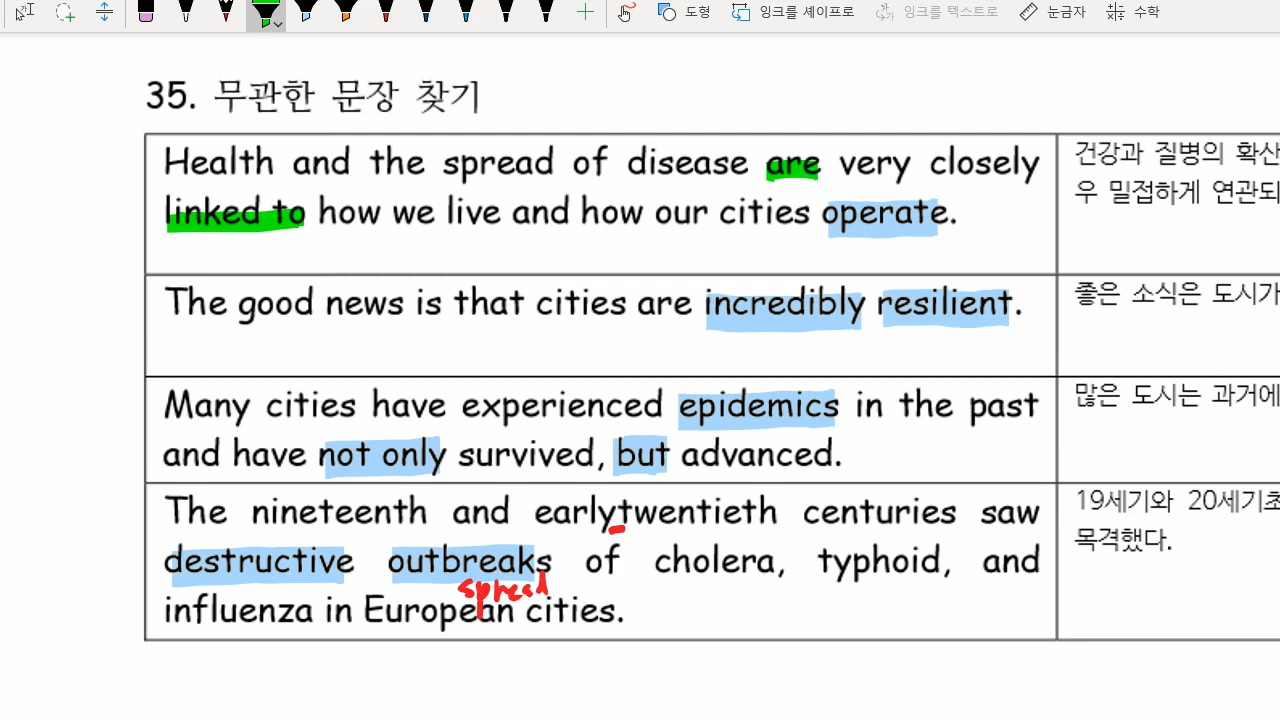 도형 잉크를 셰이프로 잉크를 텍스트로 눈금자 수학
35. 무관한 문장 찾기
Health and the spread of disease are very closely
linked to how we live and how our cities operate.
건강과 질병의 확산
우 밀접하게 연관되
The good news is that cities are incredibly resilient.
좋은 소식은 도시가
Many cities have experienced epidemics in the past
and have not only survived, but advanced.
많은 도시는 과거에
The nineteenth and earlytwentieth centuries saw
destructive outbreaks of cholera, typhoid, and
spread
influenza in European cities.
19세기와 20세기초
목격했다.